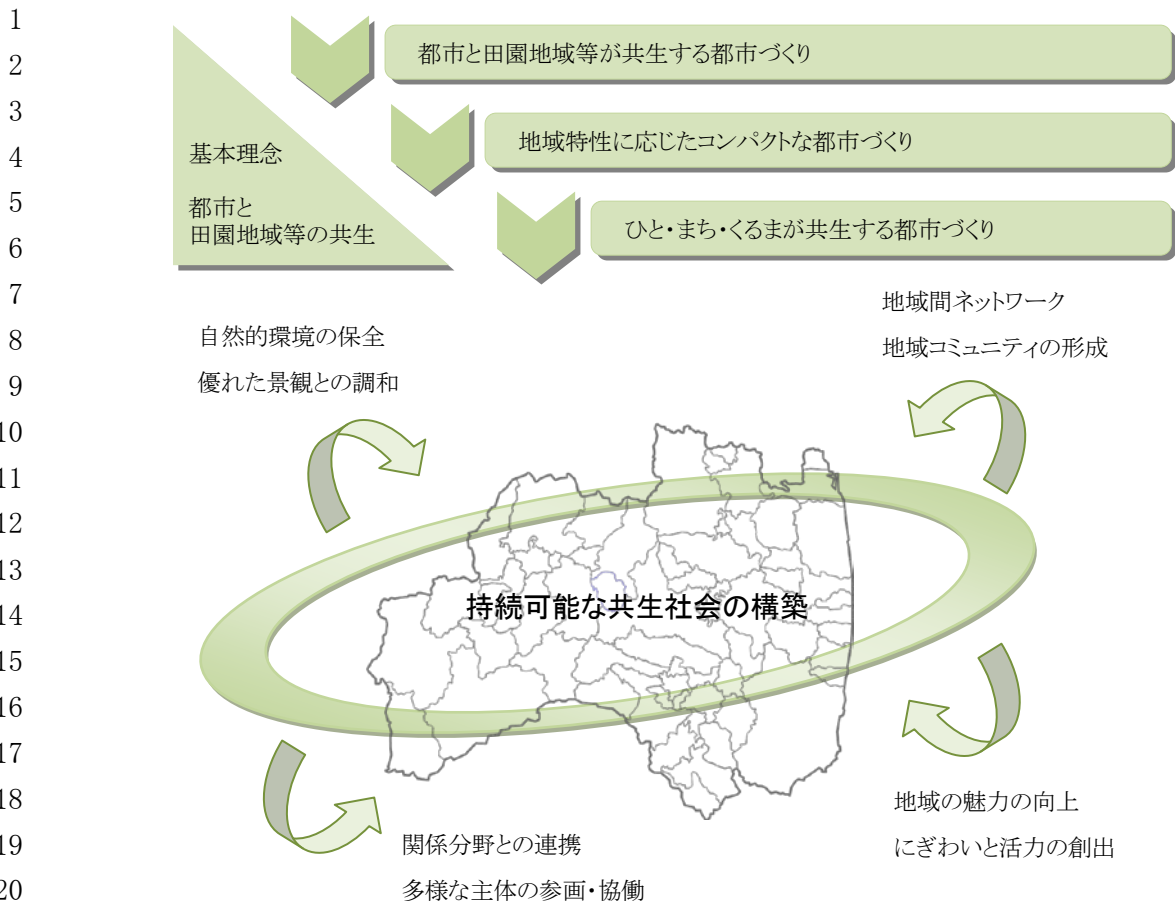 1
2
3
4
5
6
7
8
9
10
11
12
13
14
15
16
17
18
19
20
都市と田園地域等が共生する都市づくり
地域特性に応じたコンパクトな都市づくり
ひと・まち・くるまが共生する都市づくり
基本理念
都市と
田園地域等の共生
自然的環境の保全
優れた景観との調和
地域間ネットワーク
地域コミュニティの形成
持続可能な共生社会の構築
関係分野との連携
多様な主体の参画・協働
地域の魅力の向上
にぎわいと活力の創出